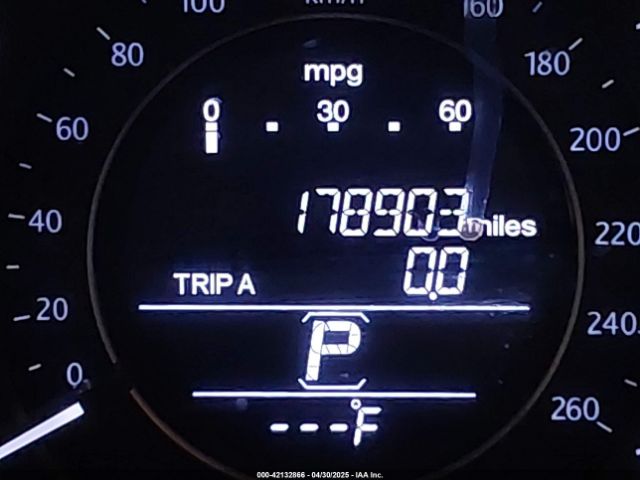 100 km/h 160
80 180
mpg
0 30 60
60 200
178903 miles
40 220
0.0
TRIP A
20 240
P
0 260
---°F
000-42132866 - 04/30/2025 - IAA Inc.